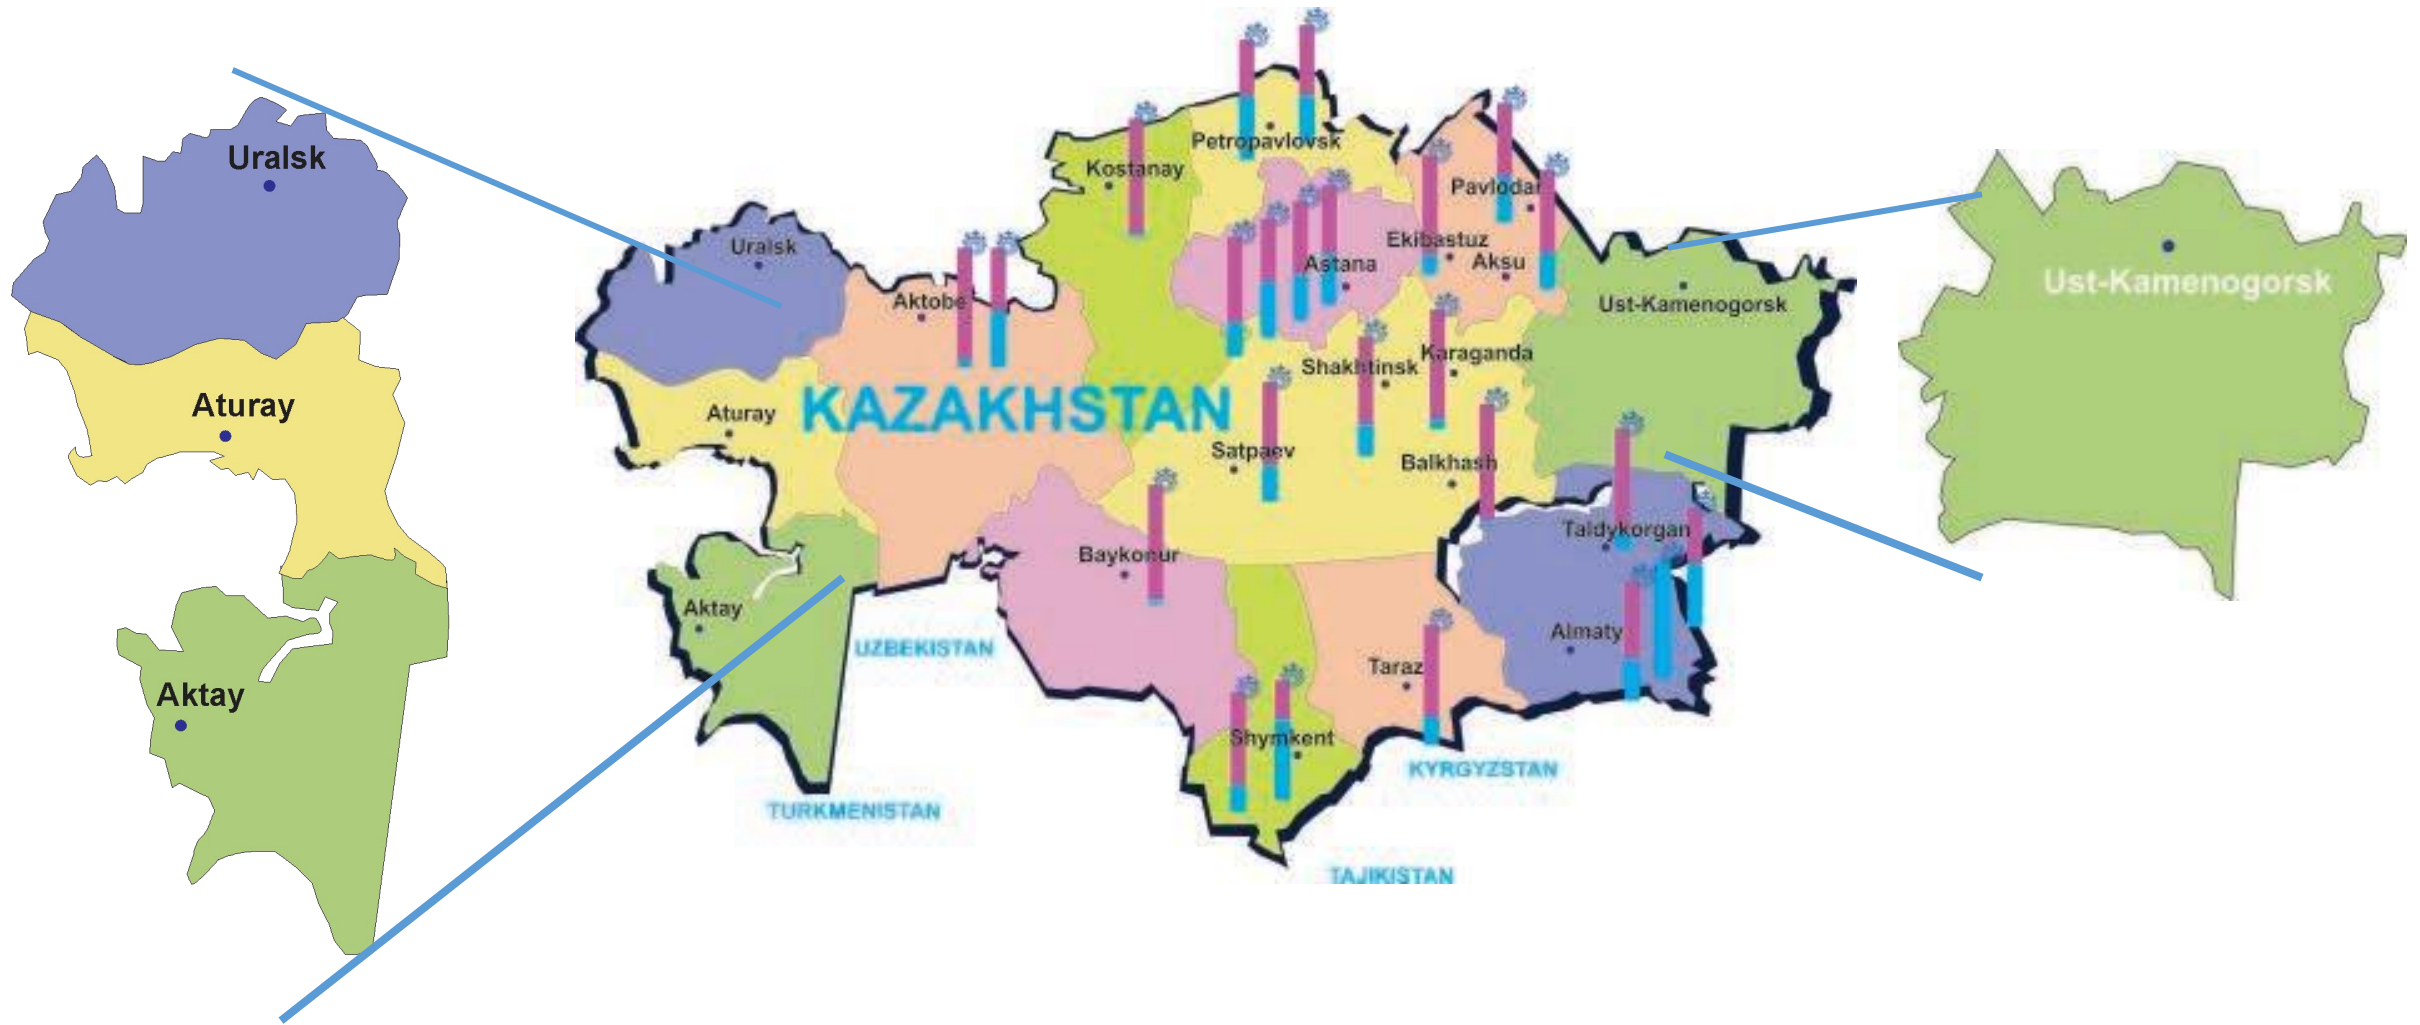 Uralsk
Aturay
Aktay
Petropavlovsk
Kostanay
Pavlodar
Uralsk
Ekibastuz
Astana
Aksu
Aktobe
Ust-Kamenogorsk
Shakhtinsk
Karaganda
KAZAKHSTAN
Aturay
Satpaev
Balkhash
Taldykorgan
Baykonur
Aktay
UZBEKISTAN
Almaty
Taraz
Shymkent
KYRGYZSTAN
TURKMENISTAN
TAJIKISTAN
Ust-Kamenogorsk